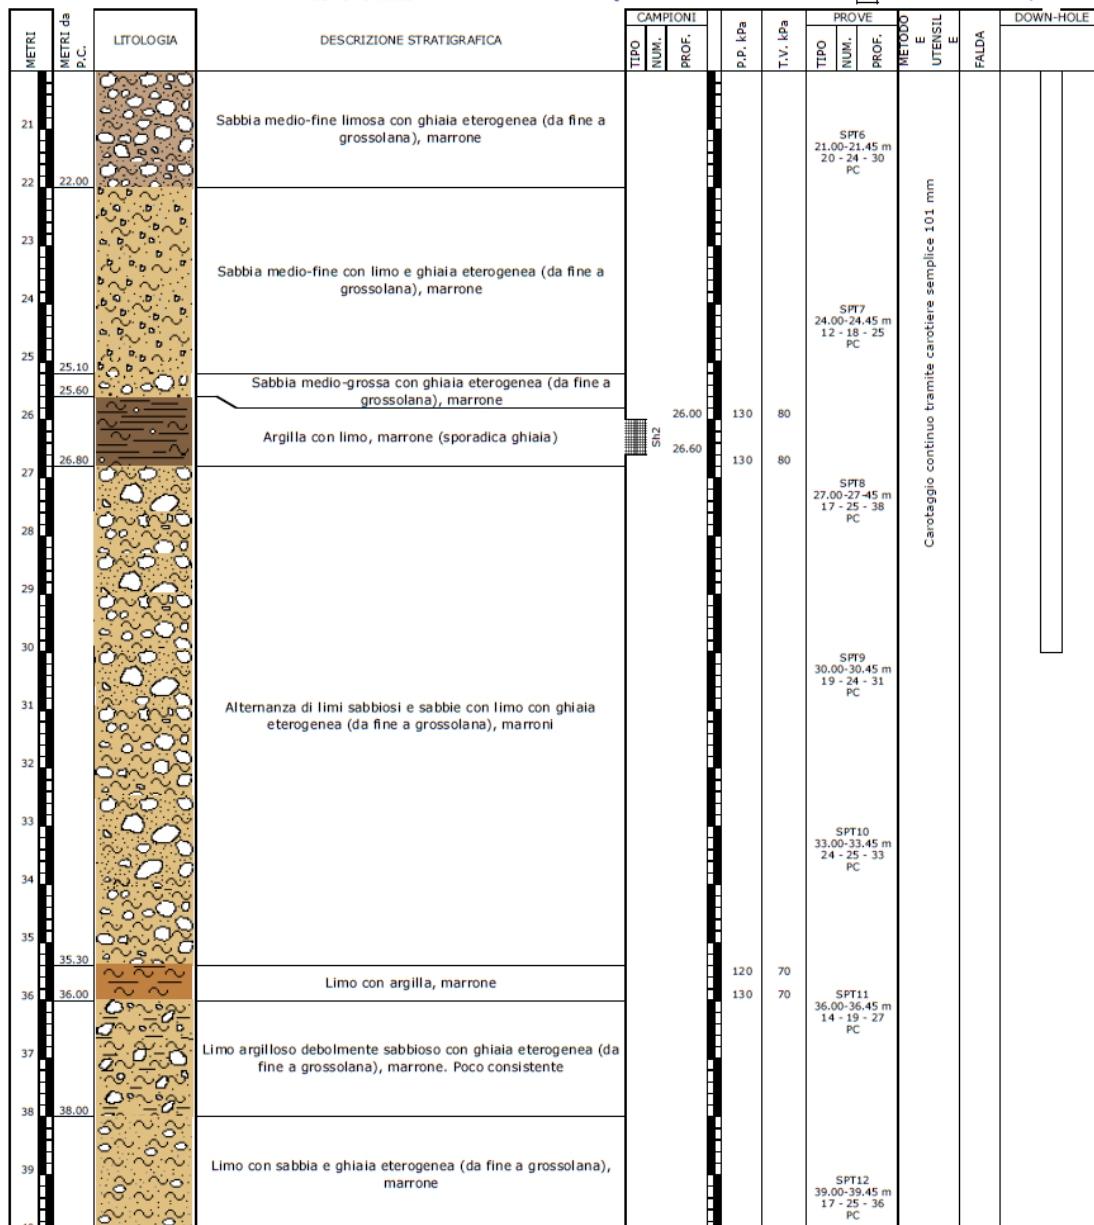 METRI
METRI da P.C.
LITOLOGIA
DESCRIZIONE STRATIGRAFICA
CAMPIONI
TIPO
NUM.
PROF.
P.P. kPa
T.V. kPa
PROVE
TIPO
NUM.
PROF.
METODO
E
UTENSIL
E
FALDA
DOWN-HOLE
21
Sabbia medio-fine limosa con ghiaia eterogenea (da fine a
grossolana), marrone
SPT6
21.00-21.45 m
20 - 24 - 30
PC
22
22.00
Carotaggio continuo tramite carotiere semplice 101 mm
23
Sabbia medio-fine con limo e ghiaia eterogenea (da fine a
grossolana), marrone
24
SPT7
24.00-24.45 m
12 - 18 - 25
PC
25
25.10
Sabbia medio-grossa con ghiaia eterogenea (da fine a
grossolana), marrone
25.60
26
Argilla con limo, marrone (sporadica ghiaia)
Sh2
26.00
26.60
130
80
130
80
26.80
27
SPT8
27.00-27-45 m
17 - 25 - 38
PC
28
29
30
SPT9
30.00-30.45 m
19 - 24 - 31
PC
31
Alternanza di limi sabbiosi e sabbie con limo con ghiaia
eterogenea (da fine a grossolana), marroni
32
33
SPT10
33.00-33.45 m
24 - 25 - 33
PC
34
35
35.30
Limo con argilla, marrone
120
70
36
36.00
130
70
SPT11
36.00-36.45 m
14 - 19 - 27
PC
37
Limo argilloso debolmente sabbioso con ghiaia eterogenea (da
fine a grossolana), marrone. Poco consistente
38
38.00
39
Limo con sabbia e ghiaia eterogenea (da fine a grossolana),
marrone
SPT12
39.00-39.45 m
17 - 25 - 36
PC